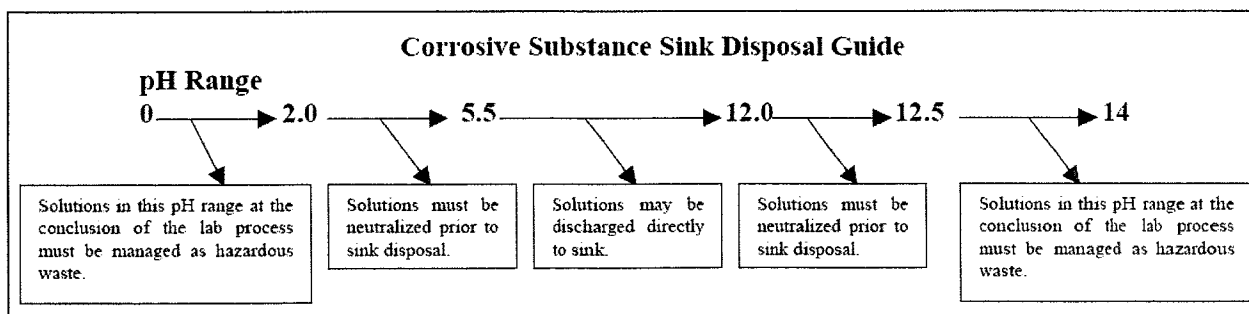 Corrosive Substance Sink Disposal Guide
pH Range
0 2.0 5.5 12.0 12.5 14
Solutions in this pH range at the
conclusion of the lab process
must be managed as hazardous
waste.
Solutions must be
neutralized prior to
sink disposal.
Solutions may be
discharged directly
to sink.
Solutions must be
neutralized prior to
sink disposal.
Solutions in this pH range at the
conclusion of the lab process
must be managed as hazardous
waste.